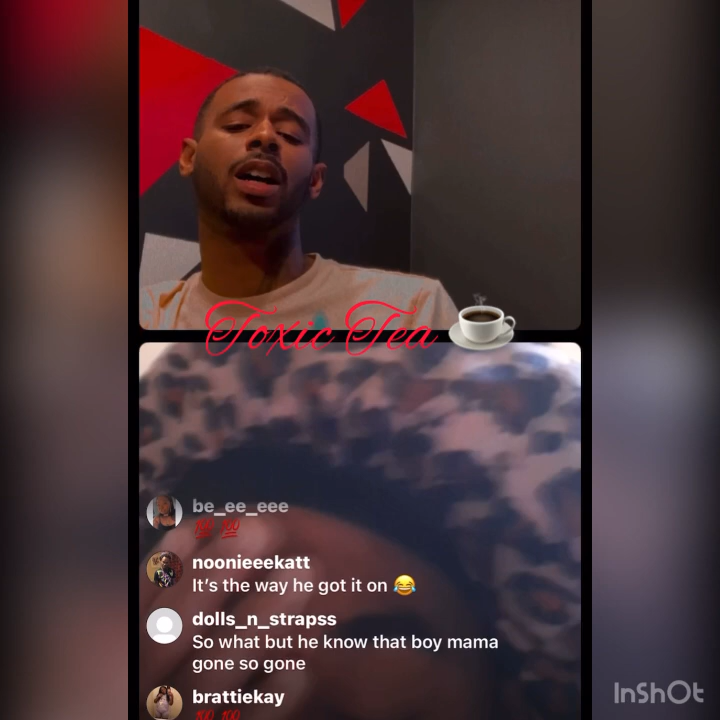 Toxic Tea
be_ee_eee
💯 💯
noonieeekatt
It’s the way he got it on 😂
dolls_n_strapss
So what but he know that boy mama
gone so gone
brattiekay
💯 💯
InShOt